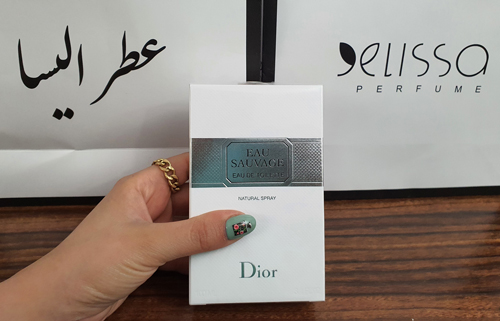 عطر اليسا
elissa
PERFUME
EAU
SAUVAGE
EAU DE TOILETTE
NATURAL SPRAY
Dior